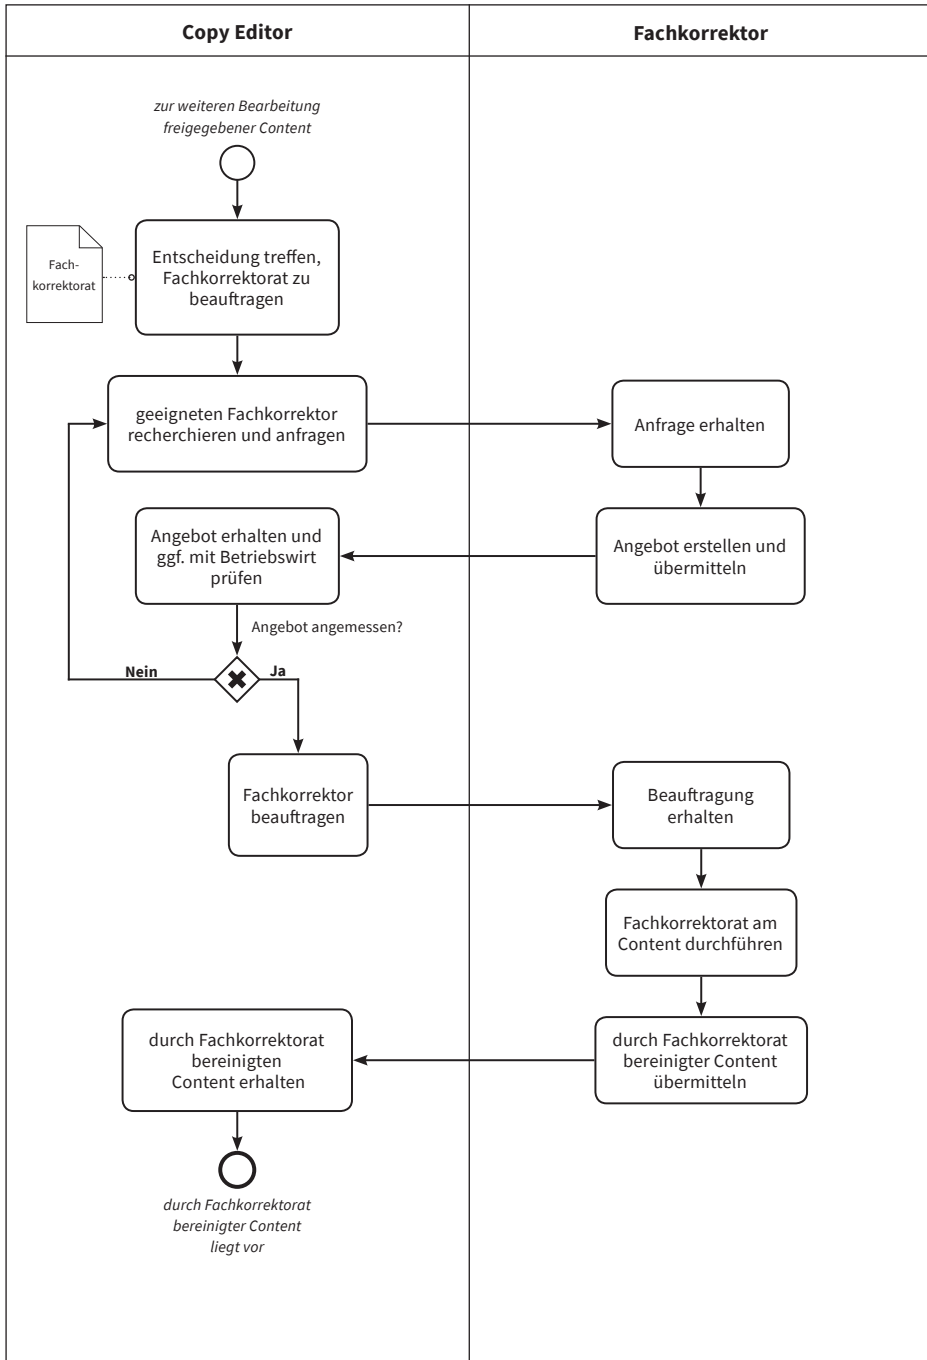 Copy Editor
Fachkorrektor
zur weiteren Bearbeitung
freigegebener Content
Fach-
korrektorat
Entscheidung treffen,
Fachkorrektorat zu
beauftragen
geeigneten Fachkorrektor
recherchieren und anfragen
Anfrage erhalten
Angebot erhalten und
ggf. mit Betriebswirt
prüfen
Angebot erstellen und
übermitteln
Angebot angemessen?
Nein
Ja
Fachkorrektor
beauftragen
Beauftragung
erhalten
Fachkorrektorat am
Content durchführen
durch Fachkorrektorat
bereinigten
Content erhalten
durch Fachkorrektorat
bereinigter Content
übermitteln
durch Fachkorrektorat
bereinigter Content
liegt vor